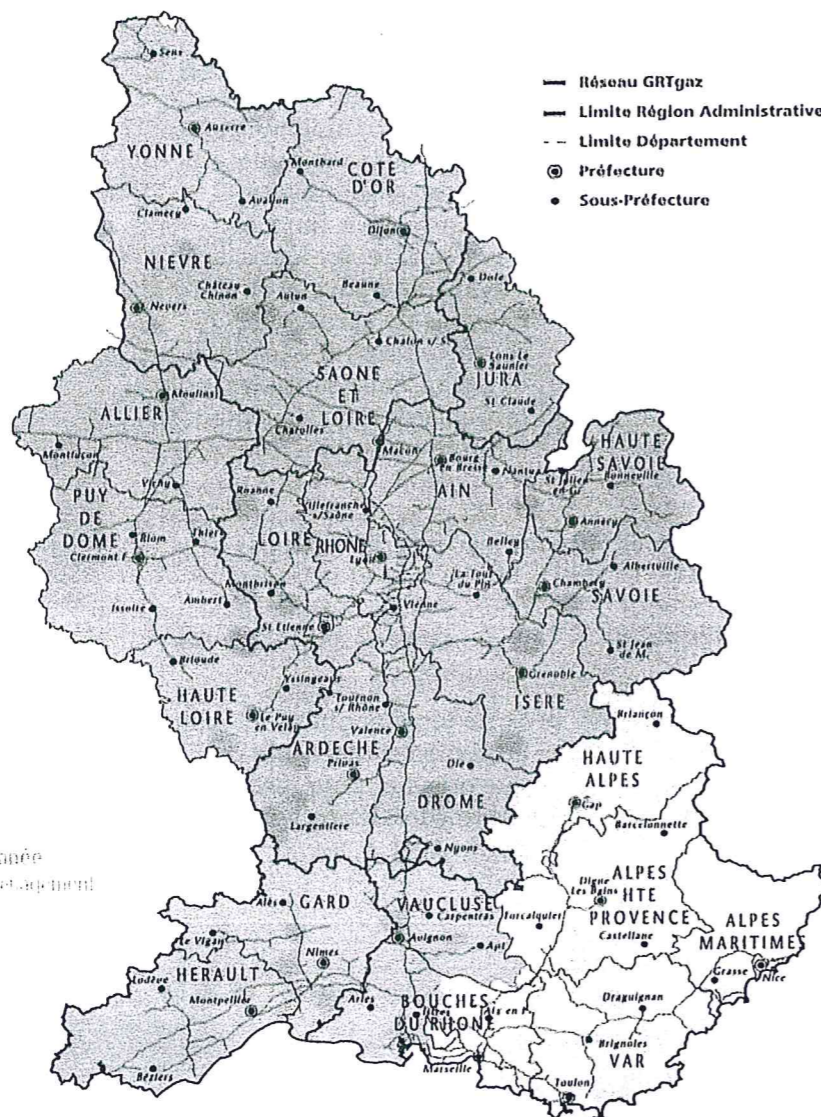 Réseau GRTgaz
Limite Région Administrative
Limite Département
Préfecture
Sous-Préfecture
Sens
Auxerre
YONNE
Montbard
COTE
D'OR
Avallon
Clamecy
Dijon
NIEVRE
Château
Chinon
Autun
Beaune
Dole
Nevers
Chalon s/ S.
Lons Le
Saunier
JURA
SAONE
ET
LOIRE
Moulins
ALLIER
St Claude
Charolles
Montlucon
Macon
Bourg
en Bresse
Nantua
HAUTE
SAVOIE
St Julien
en G.
Bonneville
PUY
DE
DOME
Vichy
Roanne
Villefranche
s/Saône
AIN
Annecy
Riom
Thiers
LOIRE
RHONE
Lyon
Belley
Clermont F.
Albertville
La Tour
du Pin
Chambery
SAVOIE
Montbrison
Issoire
Ambert
Vienne
St Etienne
St Jean
de M.
Brioude
Yssingeaux
Grenoble
HAUTE
LOIRE
Le Puy
en Velay
Tournon
s/ Rhône
ISERE
Valence
Briançon
ARDECHE
Privas
Die
HAUTE
ALPES
Gap
DROME
Largentière
Barcelonnette
Nyons
Alès
GARD
VAUCLUSE
Carpentras
Digne
Les Bains
ALPES
HTE
PROVENCE
Forcalquier
Le Vigan
Avignon
Apt
Castellane
ALPES
MARITIMES
Nîmes
Lodève
HERAULT
Grasse
Nice
Montpellier
Arles
BOUCHES
DU RHONE
Istres
Aix en P.
Draguignan
Brignoles
VAR
Marseille
Béziers
Toulon